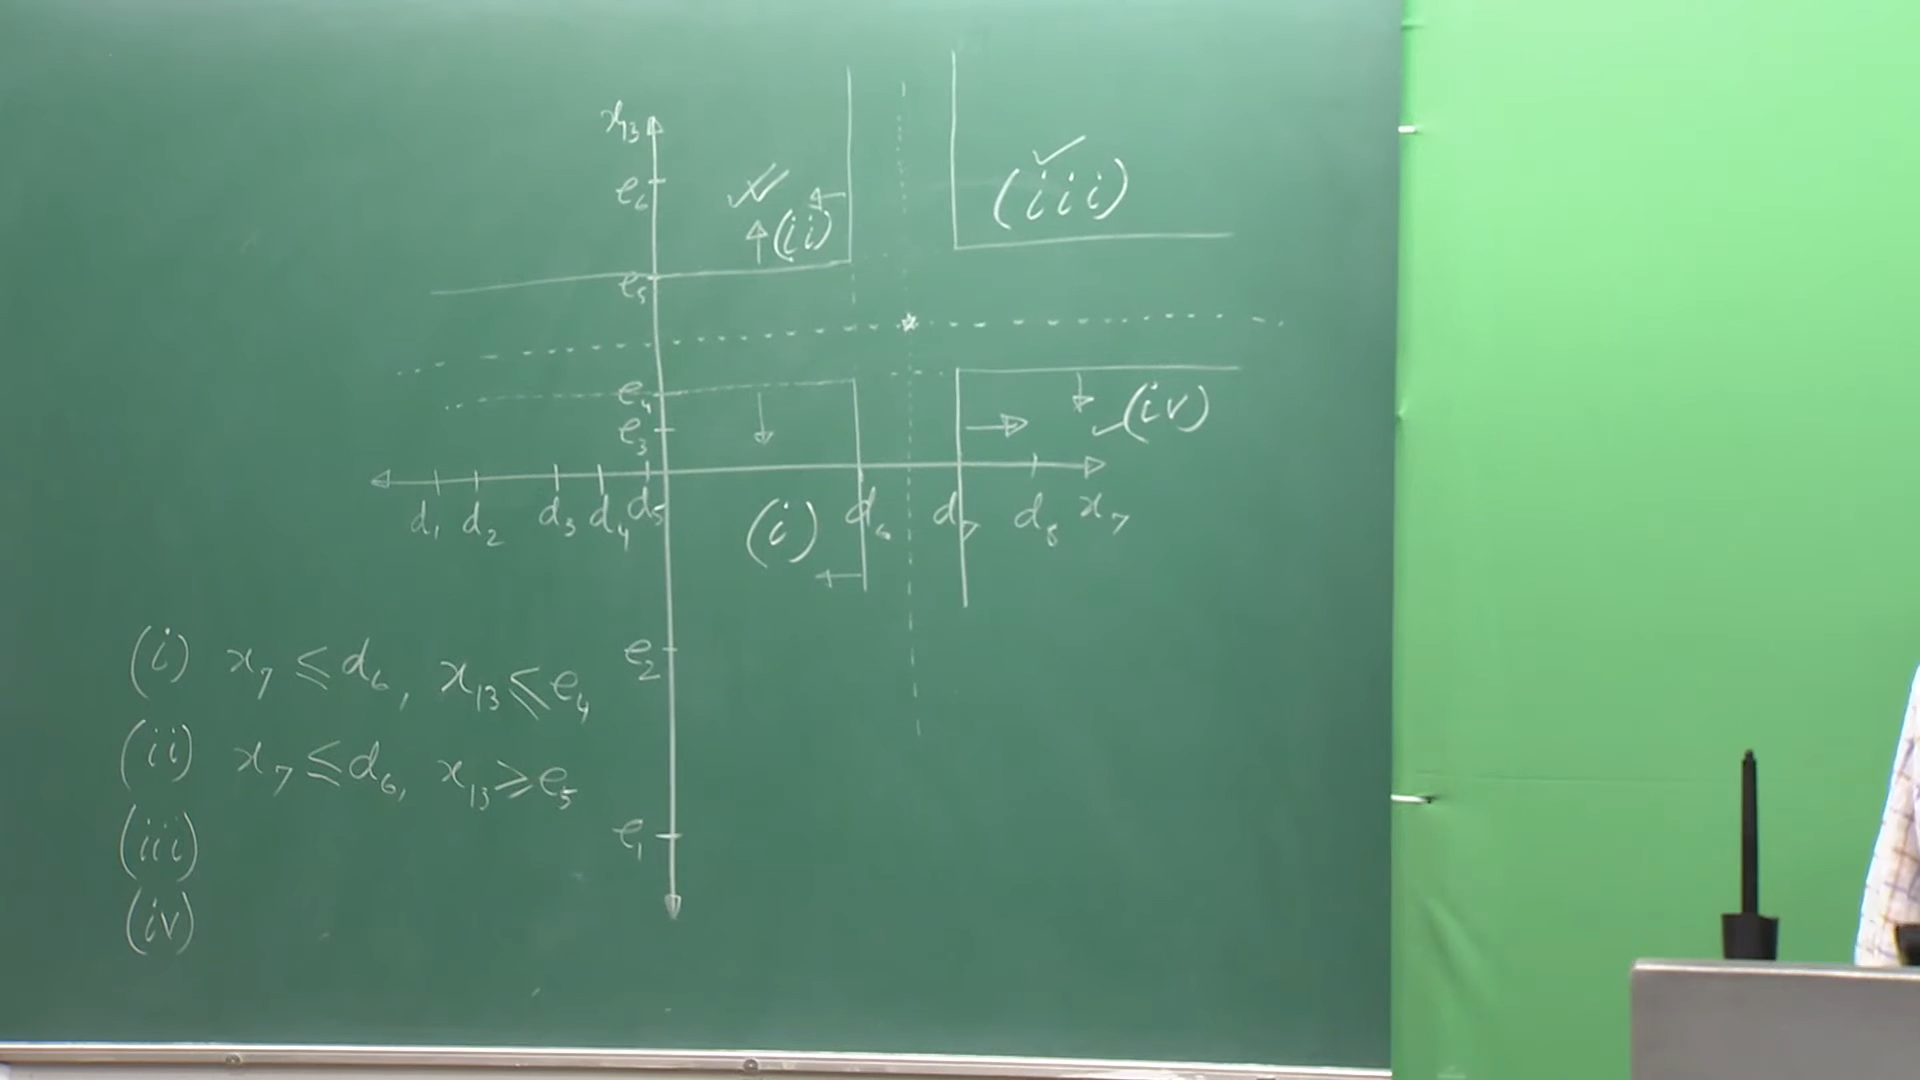 x₁₃
e₆
(iii)
(ii)
e₅
e₄
(iv)
e₃
d₁ d₂ d₃ d₄ d₅ (i) d₆ d₇ d₈ x₇
(i) x₇ ≤ d₆, x₁₃ ≤ e₄
e₂
(ii) x₇ ≤ d₆, x₁₃ ≥ e₅
(iii)
e₁
(iv)